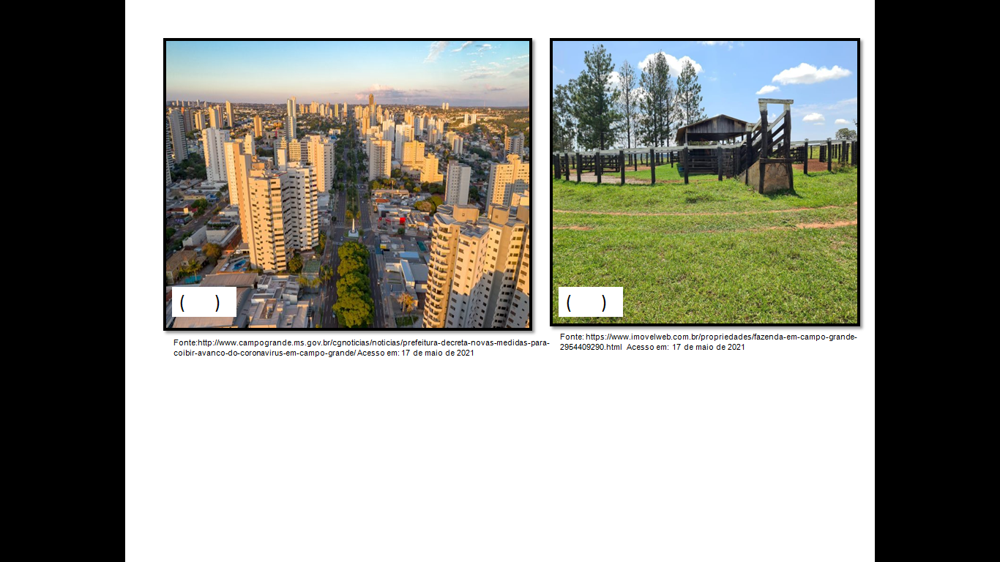 (      )
Fonte:http://www.campogrande.ms.gov.br/cgnoticias/noticias/prefeitura-decreta-novas-medidas-para-
coibir-avanco-do-coronavirus-em-campo-grande/ Acesso em: 17 de maio de 2021
(      )
Fonte: https://www.imovelweb.com.br/propriedades/fazenda-em-campo-grande-
2954409290.html  Acesso em: 17 de maio de 2021